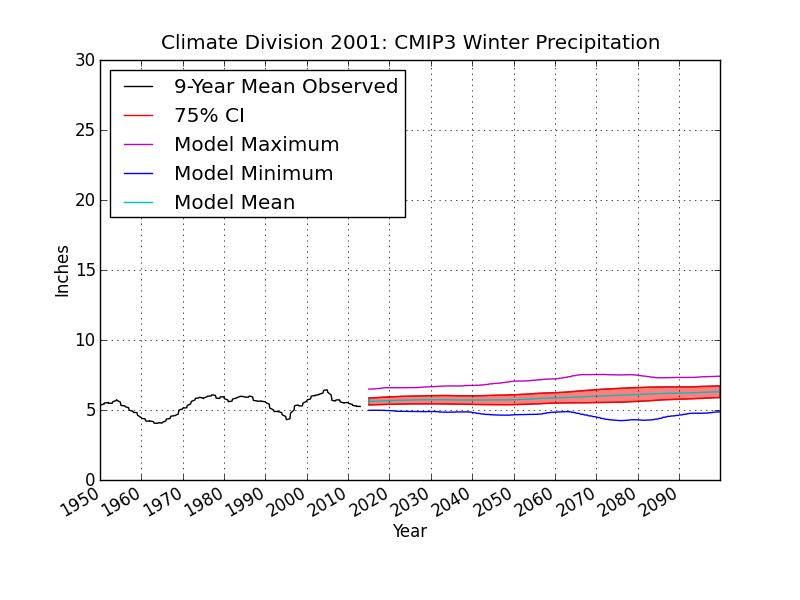 Climate Division 2001: CMIP3 Winter Precipitation
30
25
20
15
10
5
0
Inches
9-Year Mean Observed
75% CI
Model Maximum
Model Minimum
Model Mean
1950 1960 1970 1980 1990 2000 2010 2020 2030 2040 2050 2060 2070 2080 2090
Year